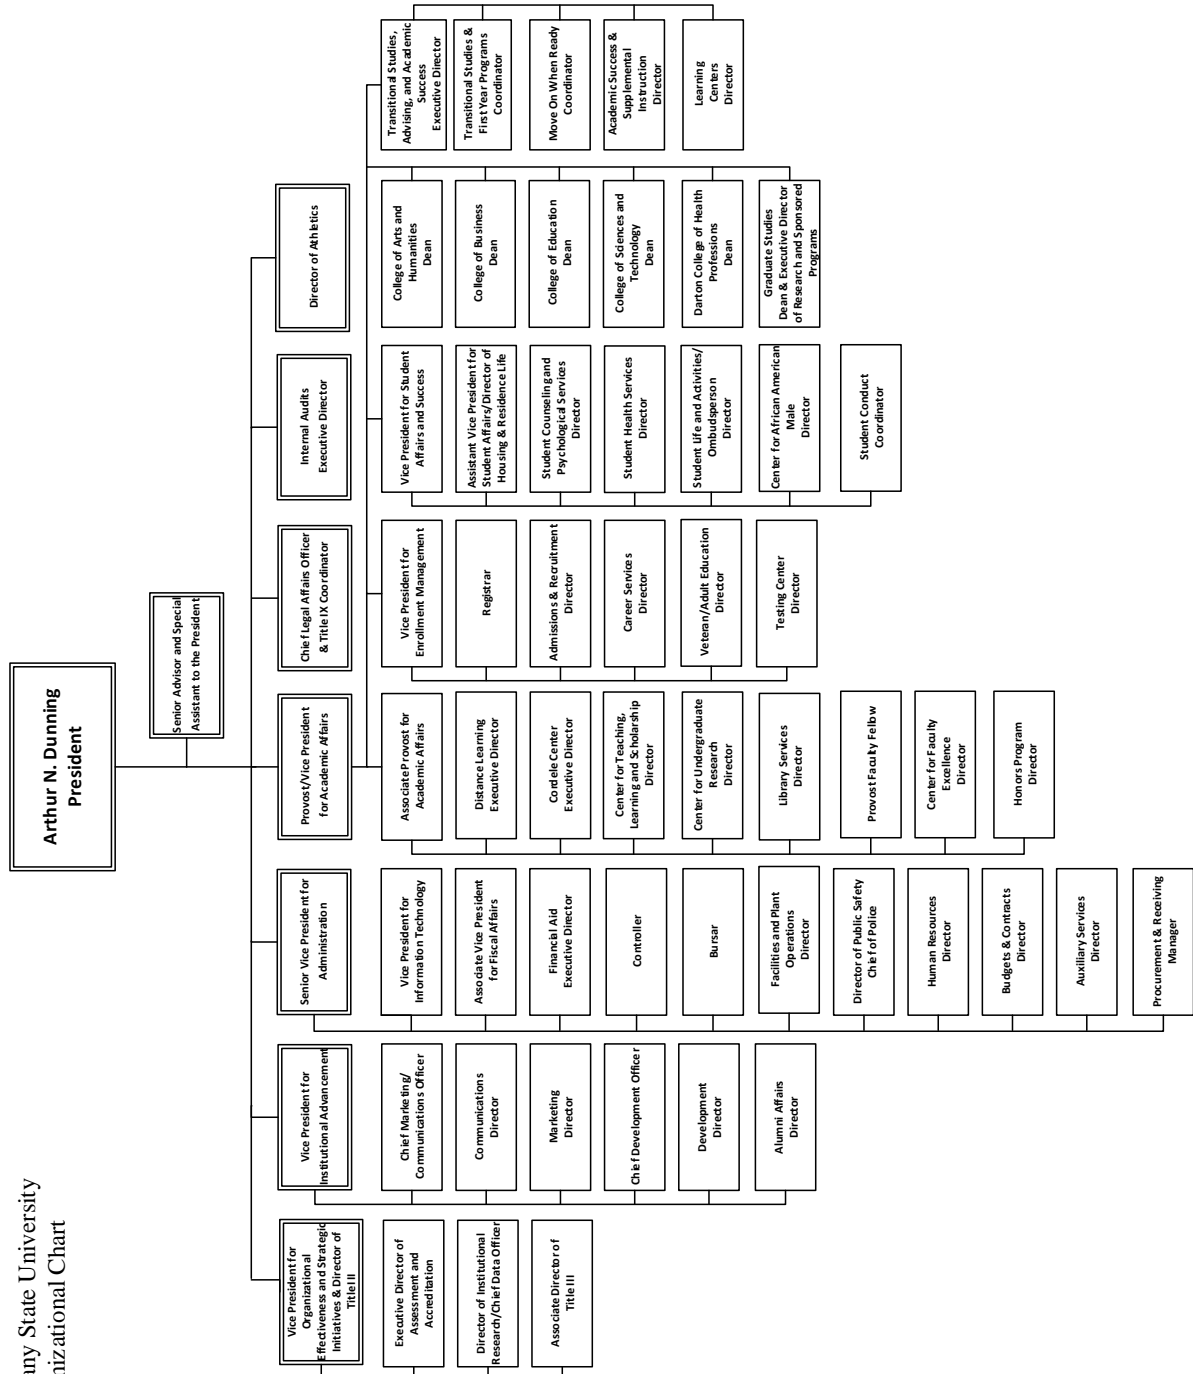 any State University
nizational Chart
Arthur N. Dunning
President
Senior Advisor and Special
Assistant to the President
Vice President for
Organizational
Effectiveness and Strategic
Initiatives & Director of
Title III
Executive Director of
Assessment and
Accreditation
Director of Institutional
Research/Chief Data Officer
Associate Director of
Title III
Vice President for
Institutional Advancement
Chief Marketing/
Communications Officer
Communications
Director
Marketing
Director
Chief Development Officer
Development
Director
Alumni Affairs
Director
Senior Vice President for
Administration
Vice President for
Information Technology
Associate Vice President
for Fiscal Affairs
Financial Aid
Executive Director
Controller
Bursar
Facilities and Plant
Operations
Director
Director of Public Safety
Chief of Police
Human Resources
Director
Budgets & Contracts
Director
Auxiliary Services
Director
Procurement & Receiving
Manager
Provost/Vice President
for Academic Affairs
Associate Provost for
Academic Affairs
Distance Learning
Executive Director
Cordele Center
Executive Director
Center for Teaching,
Learning and Scholarship
Director
Center for Undergraduate
Research
Director
Library Services
Director
Provost Faculty Fellow
Center for Faculty
Excellence
Director
Honors Program
Director
Chief Legal Affairs Officer
& Title IX Coordinator
Vice President for
Enrollment Management
Registrar
Admissions & Recruitment
Director
Career Services
Director
Veteran/Adult Education
Director
Testing Center
Director
Internal Audits
Executive Director
Vice President for Student
Affairs and Success
Assistant Vice President for
Student Affairs/Director of
Housing & Residence Life
Student Counseling and
Psychological Services
Director
Student Health Services
Director
Student Life and Activities/
Ombudsperson
Director
Center for African American
Male
Director
Student Conduct
Coordinator
Director of Athletics
College of Arts and
Humanities
Dean
College of Business
Dean
College of Education
Dean
College of Sciences and
Technology
Dean
Darton College of Health
Professions
Dean
Graduate Studies
Dean & Executive Director
of Research and Sponsored
Programs
Transitional Studies,
Advising, and Academic
Success
Executive Director
Transitional Studies &
First Year Programs
Coordinator
Move On When Ready
Coordinator
Academic Success &
Supplemental
Instruction
Director
Learning
Centers
Director